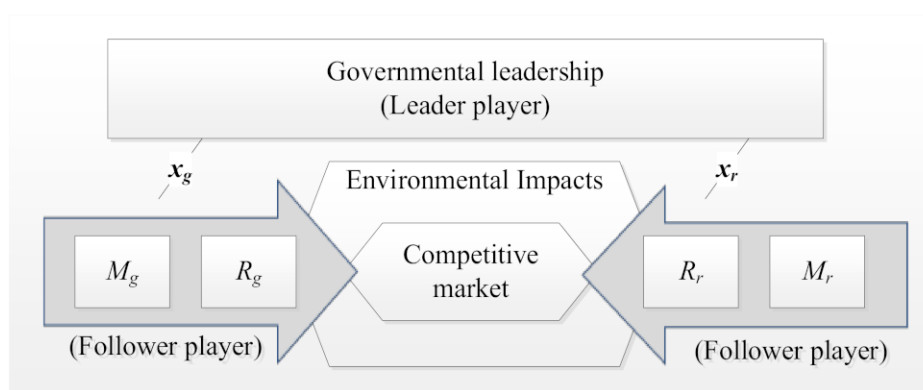 Governmental leadership
(Leader player)
x_g
x_r
Environmental Impacts
M_g
R_g
Competitive
market
R_r
M_r
(Follower player)
(Follower player)